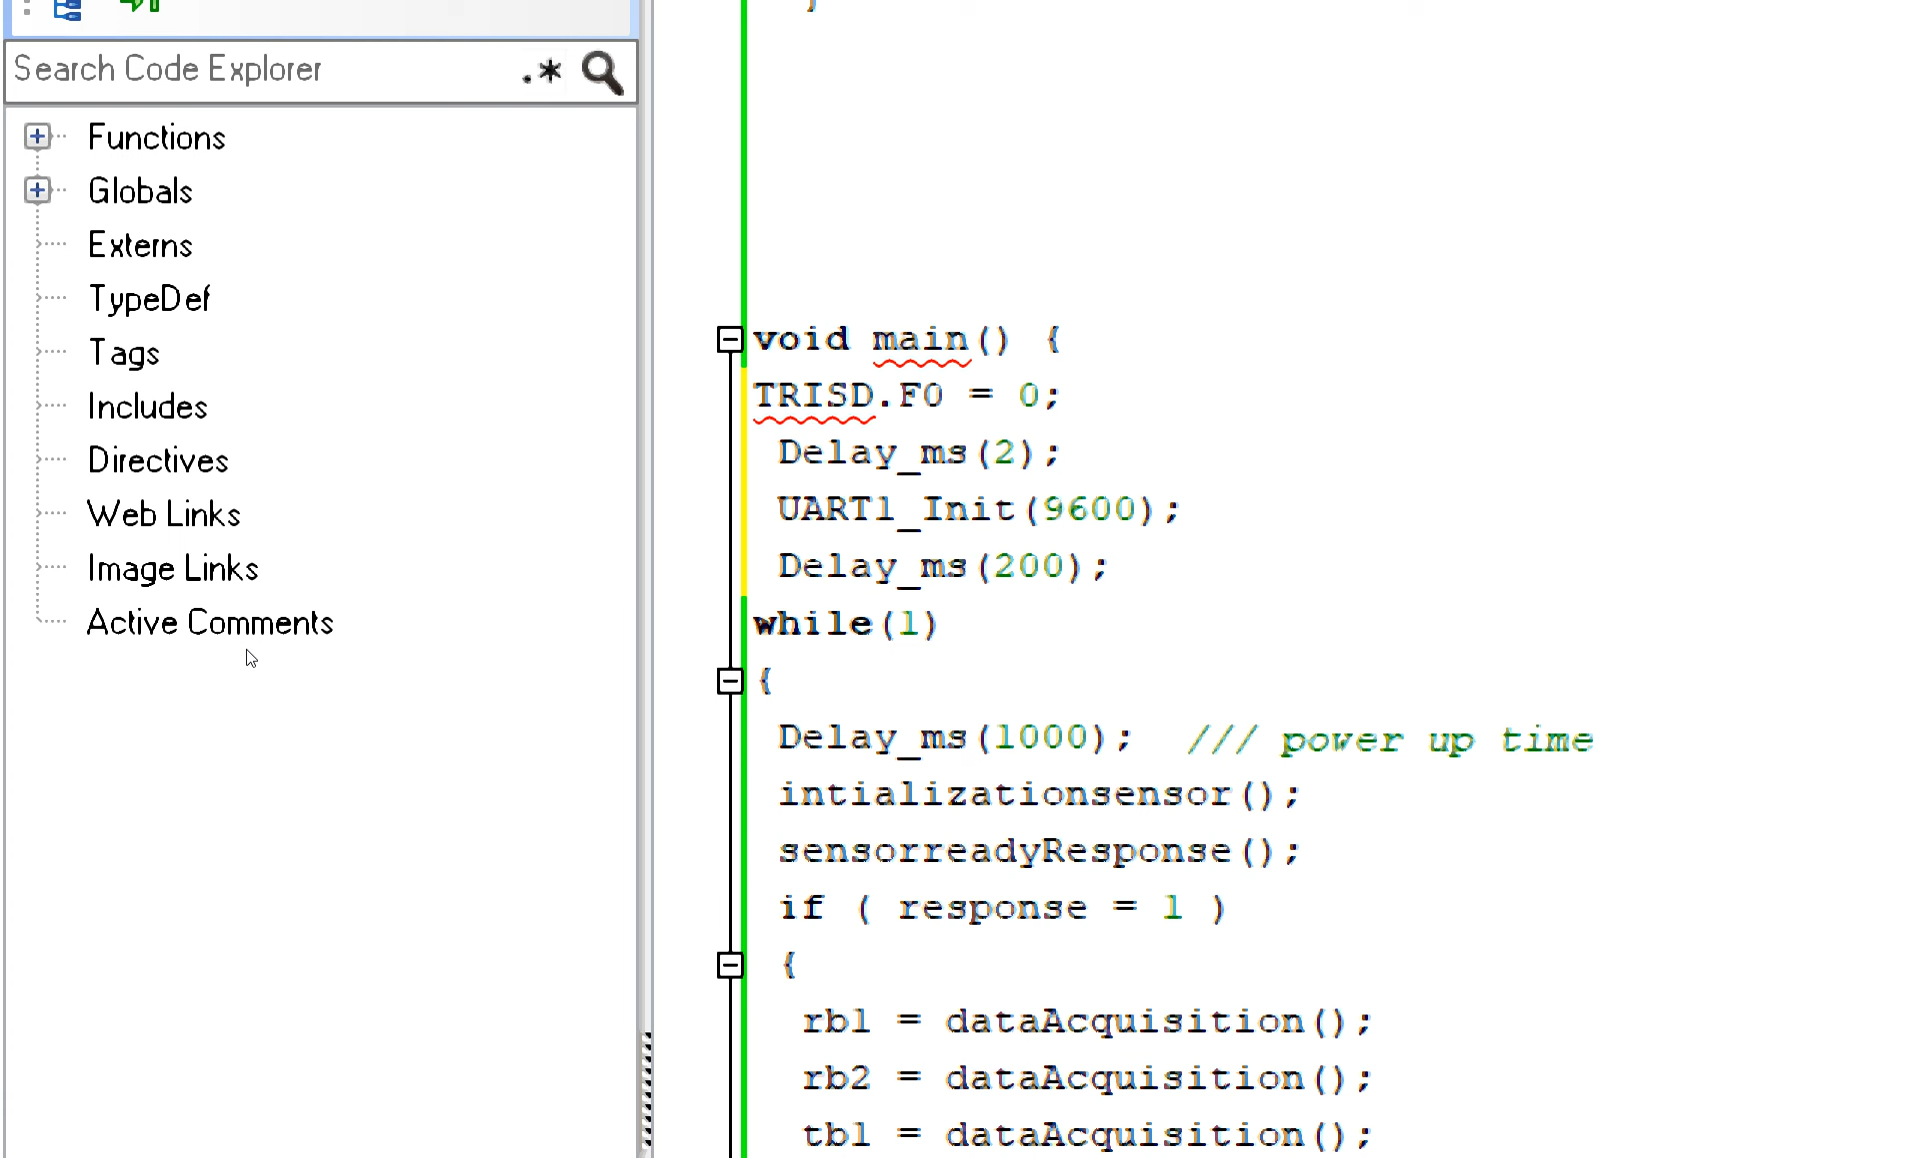 Search Code Explorer .*
Functions
Globals
Externs
TypeDef
Tags
Includes
Directives
Web Links
Image Links
Active Comments
}
void main() {
TRISD.F0 = 0;
Delay_ms(2);
UART1_Init(9600);
Delay_ms(200);
while(1)
{
Delay_ms(1000); /// power up time
intializationsensor();
sensorreadyResponse();
if ( response = 1 )
{
rb1 = dataAcquisition();
rb2 = dataAcquisition();
tb1 = dataAcquisition();